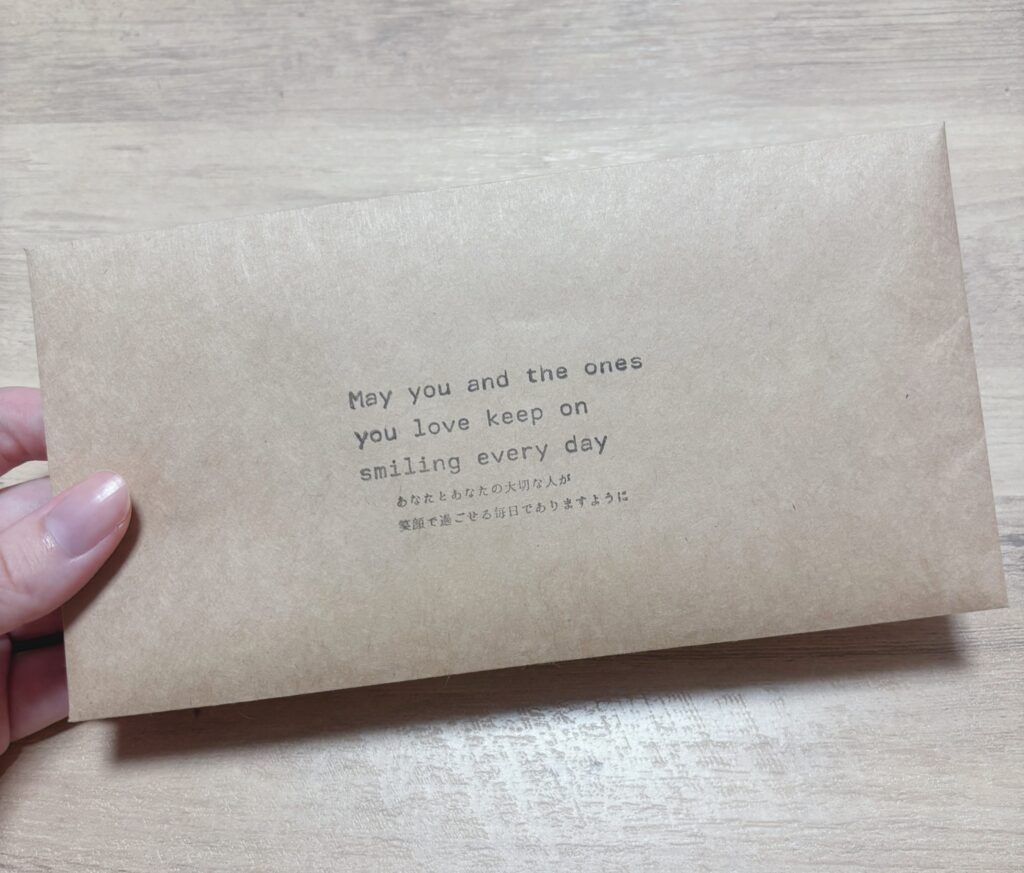 May you and the ones
you love keep on
smiling every day
あなたとあなたの大切な人が
笑顔で過ごせる毎日でありますように